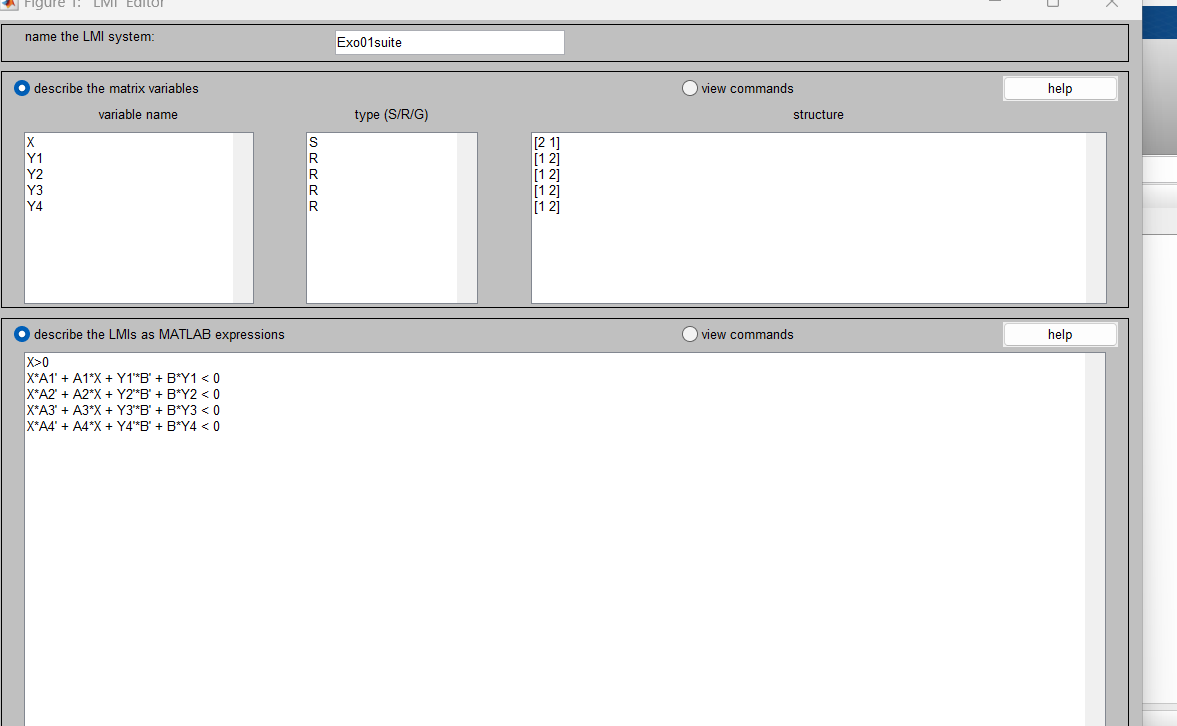 Figure 1: LMI Editor
name the LMI system:
Exo01suite
describe the matrix variables
view commands
help
variable name
type (S/R/G)
structure
X
S
[2 1]
Y1
R
[1 2]
Y2
R
[1 2]
Y3
R
[1 2]
Y4
R
[1 2]
describe the LMIs as MATLAB expressions
view commands
help
X>0
X*A1' + A1*X + Y1'*B' + B*Y1 < 0
X*A2' + A2*X + Y2'*B' + B*Y2 < 0
X*A3' + A3*X + Y3'*B' + B*Y3 < 0
X*A4' + A4*X + Y4'*B' + B*Y4 < 0